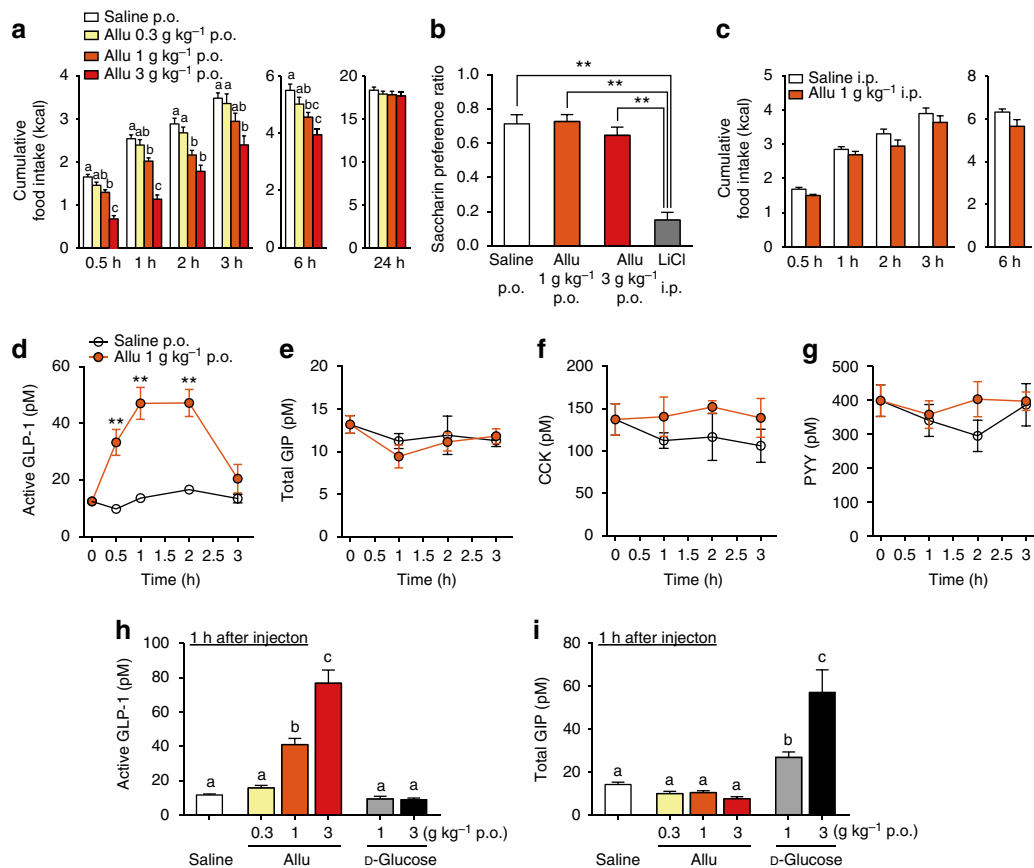 a
Saline p.o.
Allu 0.3 g kg⁻¹ p.o.
Allu 1 g kg⁻¹ p.o.
Allu 3 g kg⁻¹ p.o.
Cumulative
food intake (kcal)
4
3
2
1
0
a ab b c
a ab b c
a a b b
a a ab b
0.5 h 1 h 2 h 3 h
6
4
2
0
a ab bc c
6 h
20
15
10
5
0
24 h
b
Saccharin preference ratio
1.0
0.8
0.6
0.4
0.2
0.0
**
**
**
Saline Allu Allu LiCl
1 g kg⁻¹ 3 g kg⁻¹
p.o. p.o. p.o. i.p.
c
Saline i.p.
Allu 1 g kg⁻¹ i.p.
Cumulative
food intake (kcal)
5
4
3
2
1
0
0.5 h 1 h 2 h 3 h
8
6
4
2
0
6 h
d
Saline p.o.
Allu 1 g kg⁻¹ p.o.
Active GLP-1 (pM)
60
40
20
0
** ** **
0 0.5 1 1.5 2 2.5 3
Time (h)
e
Total GIP (pM)
20
15
10
5
0
0 0.5 1 1.5 2 2.5 3
Time (h)
f
CCK (pM)
200
150
100
50
0
0 0.5 1 1.5 2 2.5 3
Time (h)
g
PYY (pM)
500
400
300
200
100
0
0 0.5 1 1.5 2 2.5 3
Time (h)
h
1 h after injecton
Active GLP-1 (pM)
100
80
60
40
20
0
a a b c a a
0.3 1 3 1 3 (g kg⁻¹ p.o.)
Saline Allu D-Glucose
i
1 h after injecton
Total GIP (pM)
80
60
40
20
0
a a a a b c
0.3 1 3 1 3 (g kg⁻¹ p.o.)
Saline Allu D-Glucose